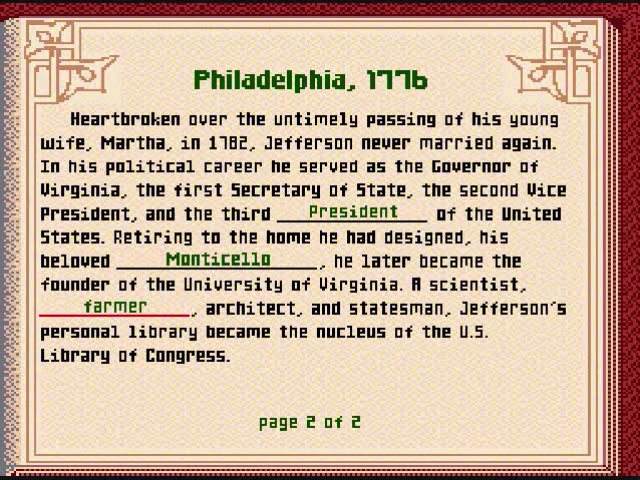 Philadelphia, 1776
Heartbroken over the untimely passing of his young
wife, Martha, in 1782, Jefferson never married again.
In his political career he served as the Governor of
Virginia, the first Secretary of State, the second Vice
President, and the third President of the United
States. Retiring to the home he had designed, his
beloved Monticello, he later became the
founder of the University of Virginia. A scientist,
farmer, architect, and statesman, Jefferson's
personal library became the nucleus of the U.S.
Library of Congress.
page 2 of 2